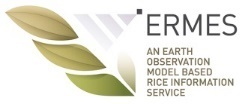 ERMES
AN EARTH
OBSERVATION
MODEL BASED
RICE INFORMATION
SERVICE